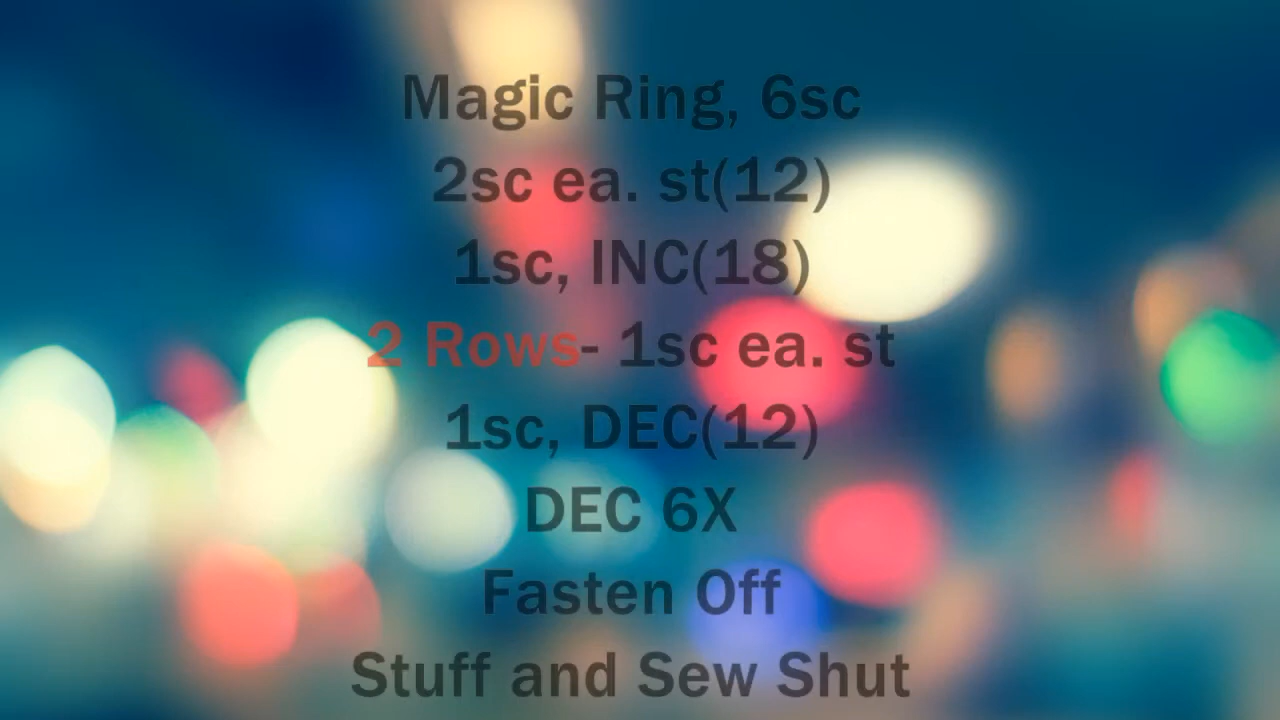 Magic Ring, 6sc
2sc ea. st(12)
1sc, INC(18)
2 Rows- 1sc ea. st
1sc, DEC(12)
DEC 6X
Fasten Off
Stuff and Sew Shut